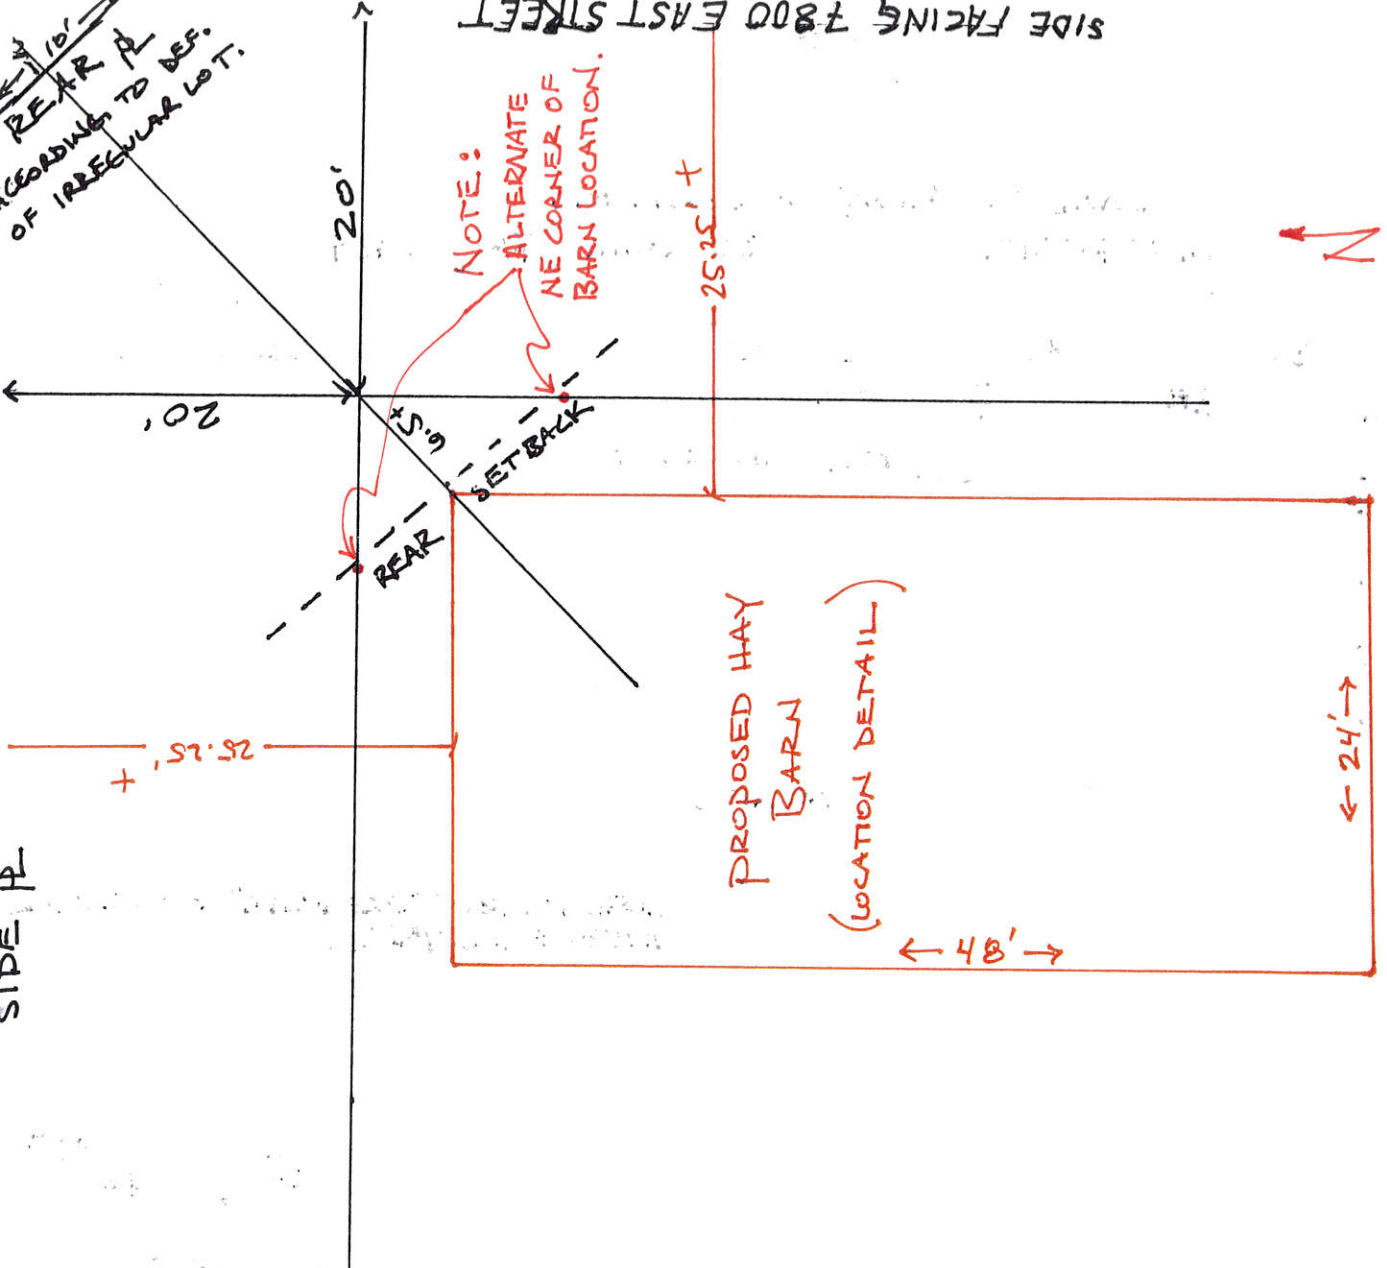 SIDE FACING 7800 EAST STREET
10'
REAR PL
ACCORDING TO DEF.
OF IRREGULAR LOT.
20'
NOTE:
ALTERNATE
NE CORNER OF
BARN LOCATION.
25.25' +
N
20'
6.5+
REAR SETBACK
25.25'
+
SIDE PL
PROPOSED HAY
BARN
(LOCATION DETAIL)
← 24' →
← 48' →